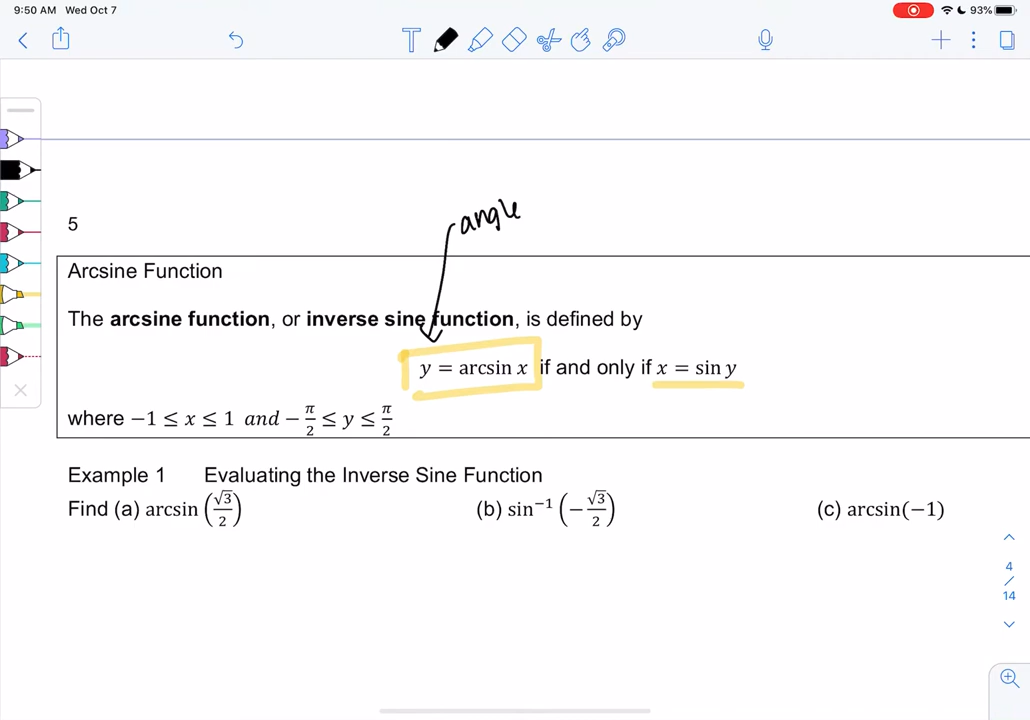 9:50 AM Wed Oct 7
93%
T
angle
5
Arcsine Function
The arcsine function, or inverse sine function, is defined by
y = arcsin x if and only if x = sin y
where −1 ≤ x ≤ 1 and −π/2 ≤ y ≤ π/2
Example 1 Evaluating the Inverse Sine Function
Find (a) arcsin (√3/2) (b) sin⁻¹ (−√3/2) (c) arcsin(−1)
4
/
14